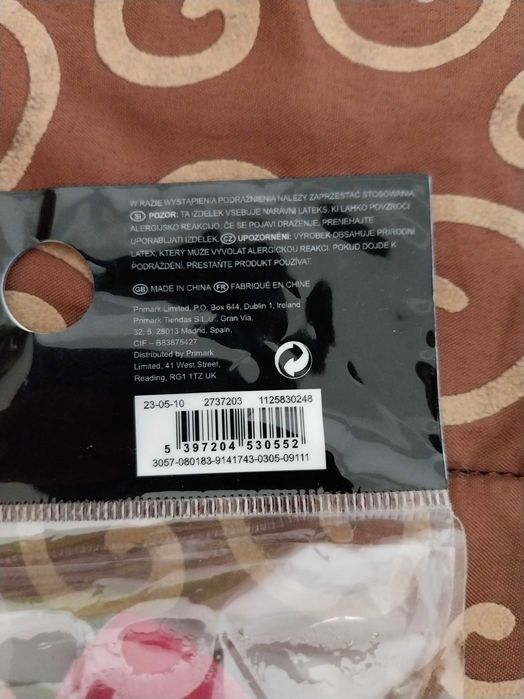 W RAZIE WYSTĄPIENIA PODRAŻNIENIA NALEŻY ZAPRZESTAĆ STOSOWANIA.
SI POZOR: TA IZDELEK VSEBUJE NARAVNI LATEKS, KI LAHKO POVZROČI
ALERGIJSKO REAKCIJO. ČE SE POJAVI DRAŽENJE, PRENEHAJTE
UPORABLJATI IZDELEK. CZ UPOZORNĚNÍ: VÝROBEK OBSAHUJE PŘÍRODNÍ
LATEX, KTERÝ MŮŽE VYVOLAT ALERGICKOU REAKCI. POKUD DOJDE K
PODRÁŽDĚNÍ, PŘESTAŇTE PRODUKT POUŽÍVAT.
GB MADE IN CHINA FR FABRIQUÉ EN CHINE
Primark Limited, P.O. Box 644, Dublin 1, Ireland
Primark Tiendas S.L.U., Gran Via,
32, 5, 28013 Madrid, Spain,
CIF – B83875427
Distributed by Primark
Limited, 41 West Street,
Reading, RG1 1TZ UK
23-05-10 2737203 1125830248
5 397204 530552
3057-080183-9141743-0305-09111